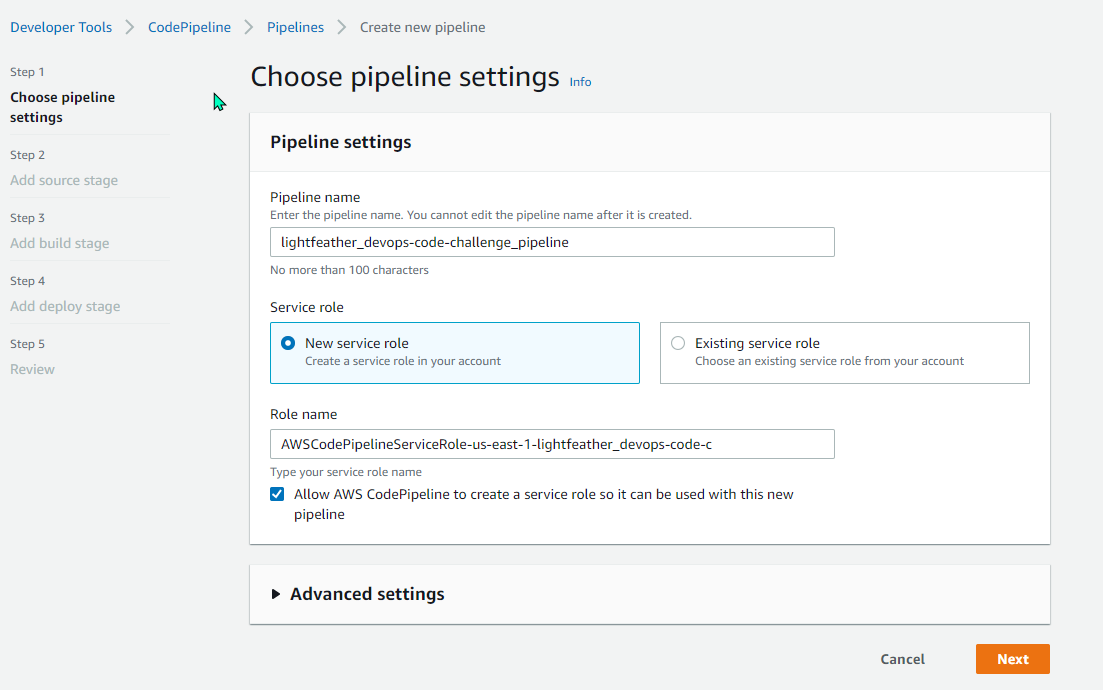 Developer Tools > CodePipeline > Pipelines > Create new pipeline
Step 1
Choose pipeline
settings
Step 2
Add source stage
Step 3
Add build stage
Step 4
Add deploy stage
Step 5
Review
Choose pipeline settings Info
Pipeline settings
Pipeline name
Enter the pipeline name. You cannot edit the pipeline name after it is created.
lightfeather_devops-code-challenge_pipeline
No more than 100 characters
Service role
New service role
Create a service role in your account
Existing service role
Choose an existing service role from your account
Role name
AWSCodePipelineServiceRole-us-east-1-lightfeather_devops-code-c
Type your service role name
Allow AWS CodePipeline to create a service role so it can be used with this new
pipeline
Advanced settings
Cancel Next